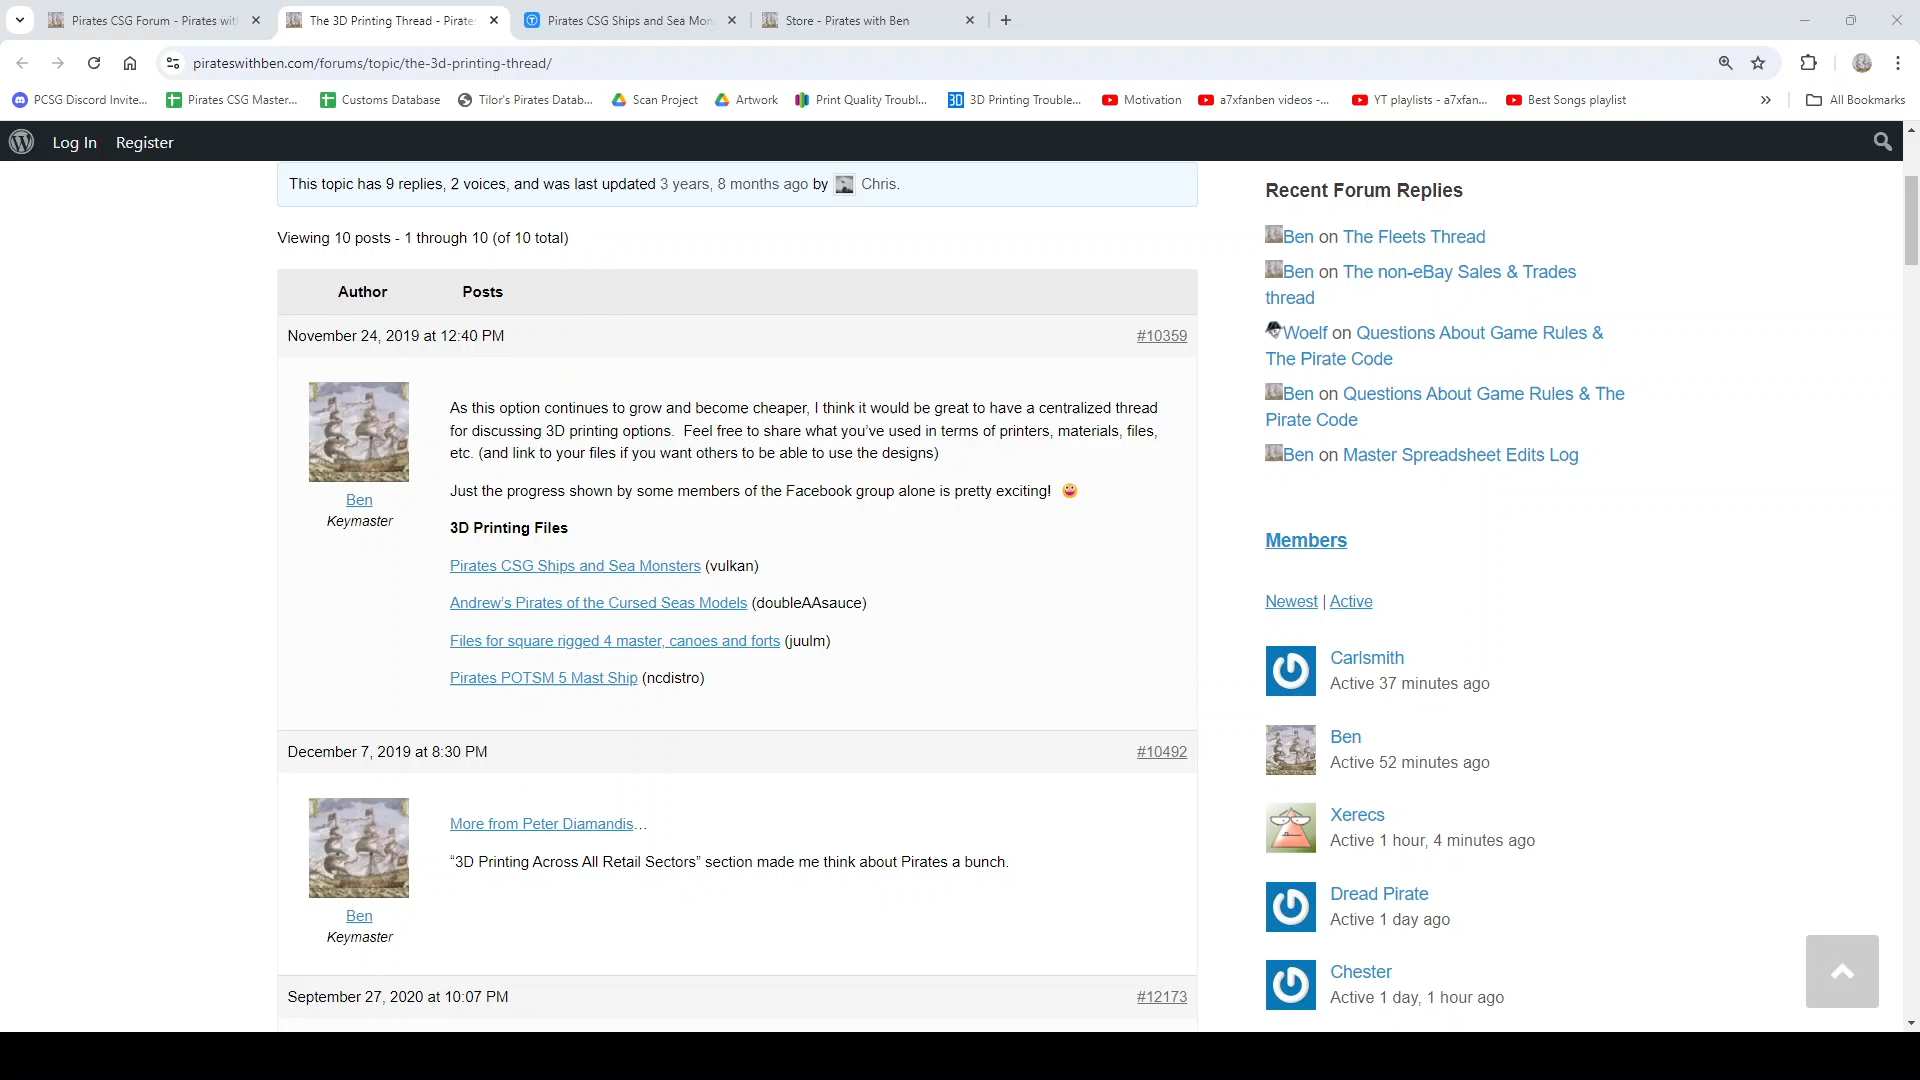 Pirates CSG Forum - Pirates wit
The 3D Printing Thread - Pirate
Pirates CSG Ships and Sea Mon
Store - Pirates with Ben
pirateswithben.com/forums/topic/the-3d-printing-thread/
PCSG Discord Invite...
Pirates CSG Master...
Customs Database
Tilor's Pirates Datab...
Scan Project
Artwork
Print Quality Troubl...
3D Printing Trouble...
Motivation
a7xfanben videos -...
YT playlists - a7xfan...
Best Songs playlist
»
All Bookmarks
Log In
Register
This topic has 9 replies, 2 voices, and was last updated 3 years, 8 months ago by Chris.
Viewing 10 posts - 1 through 10 (of 10 total)
Author Posts
November 24, 2019 at 12:40 PM #10359
Ben
Keymaster
As this option continues to grow and become cheaper, I think it would be great to have a centralized thread
for discussing 3D printing options. Feel free to share what you've used in terms of printers, materials, files,
etc. (and link to your files if you want others to be able to use the designs)
Just the progress shown by some members of the Facebook group alone is pretty exciting! 😀
3D Printing Files
Pirates CSG Ships and Sea Monsters (vulkan)
Andrew's Pirates of the Cursed Seas Models (doubleAAsauce)
Files for square rigged 4 master, canoes and forts (juulm)
Pirates POTSM 5 Mast Ship (ncdistro)
December 7, 2019 at 8:30 PM #10492
Ben
Keymaster
More from Peter Diamandis…
“3D Printing Across All Retail Sectors” section made me think about Pirates a bunch.
September 27, 2020 at 10:07 PM #12173
Recent Forum Replies
Ben on The Fleets Thread
Ben on The non-eBay Sales & Trades
thread
Woelf on Questions About Game Rules &
The Pirate Code
Ben on Questions About Game Rules & The
Pirate Code
Ben on Master Spreadsheet Edits Log
Members
Newest | Active
Carlsmith
Active 37 minutes ago
Ben
Active 52 minutes ago
Xerecs
Active 1 hour, 4 minutes ago
Dread Pirate
Active 1 day ago
Chester
Active 1 day, 1 hour ago